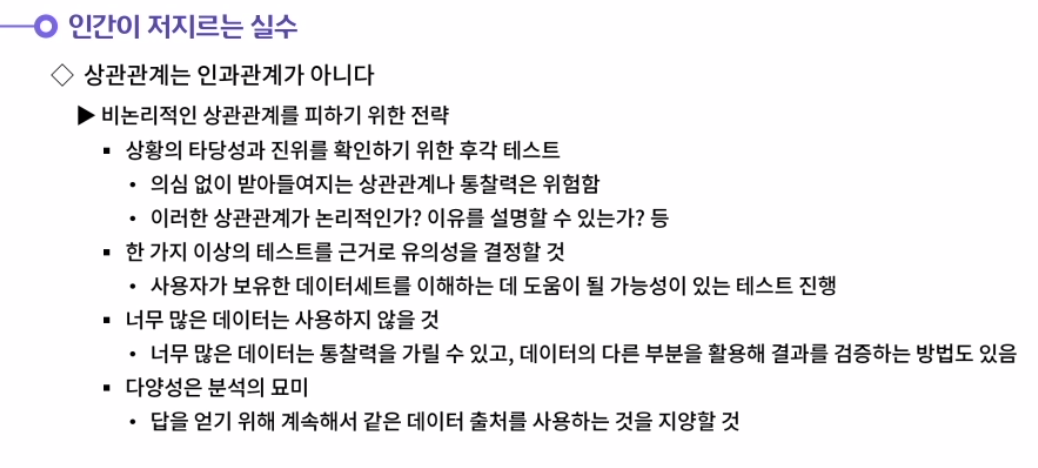 인간이 저지르는 실수
◇ 상관관계는 인과관계가 아니다
▶ 비논리적인 상관관계를 피하기 위한 전략
▪ 상황의 타당성과 진위를 확인하기 위한 후각 테스트
• 의심 없이 받아들여지는 상관관계나 통찰력은 위험함
• 이러한 상관관계가 논리적인가? 이유를 설명할 수 있는가? 등
▪ 한 가지 이상의 테스트를 근거로 유의성을 결정할 것
• 사용자가 보유한 데이터세트를 이해하는 데 도움이 될 가능성이 있는 테스트 진행
▪ 너무 많은 데이터는 사용하지 않을 것
• 너무 많은 데이터는 통찰력을 가릴 수 있고, 데이터의 다른 부분을 활용해 결과를 검증하는 방법도 있음
▪ 다양성은 분석의 묘미
• 답을 얻기 위해 계속해서 같은 데이터 출처를 사용하는 것을 지양할 것